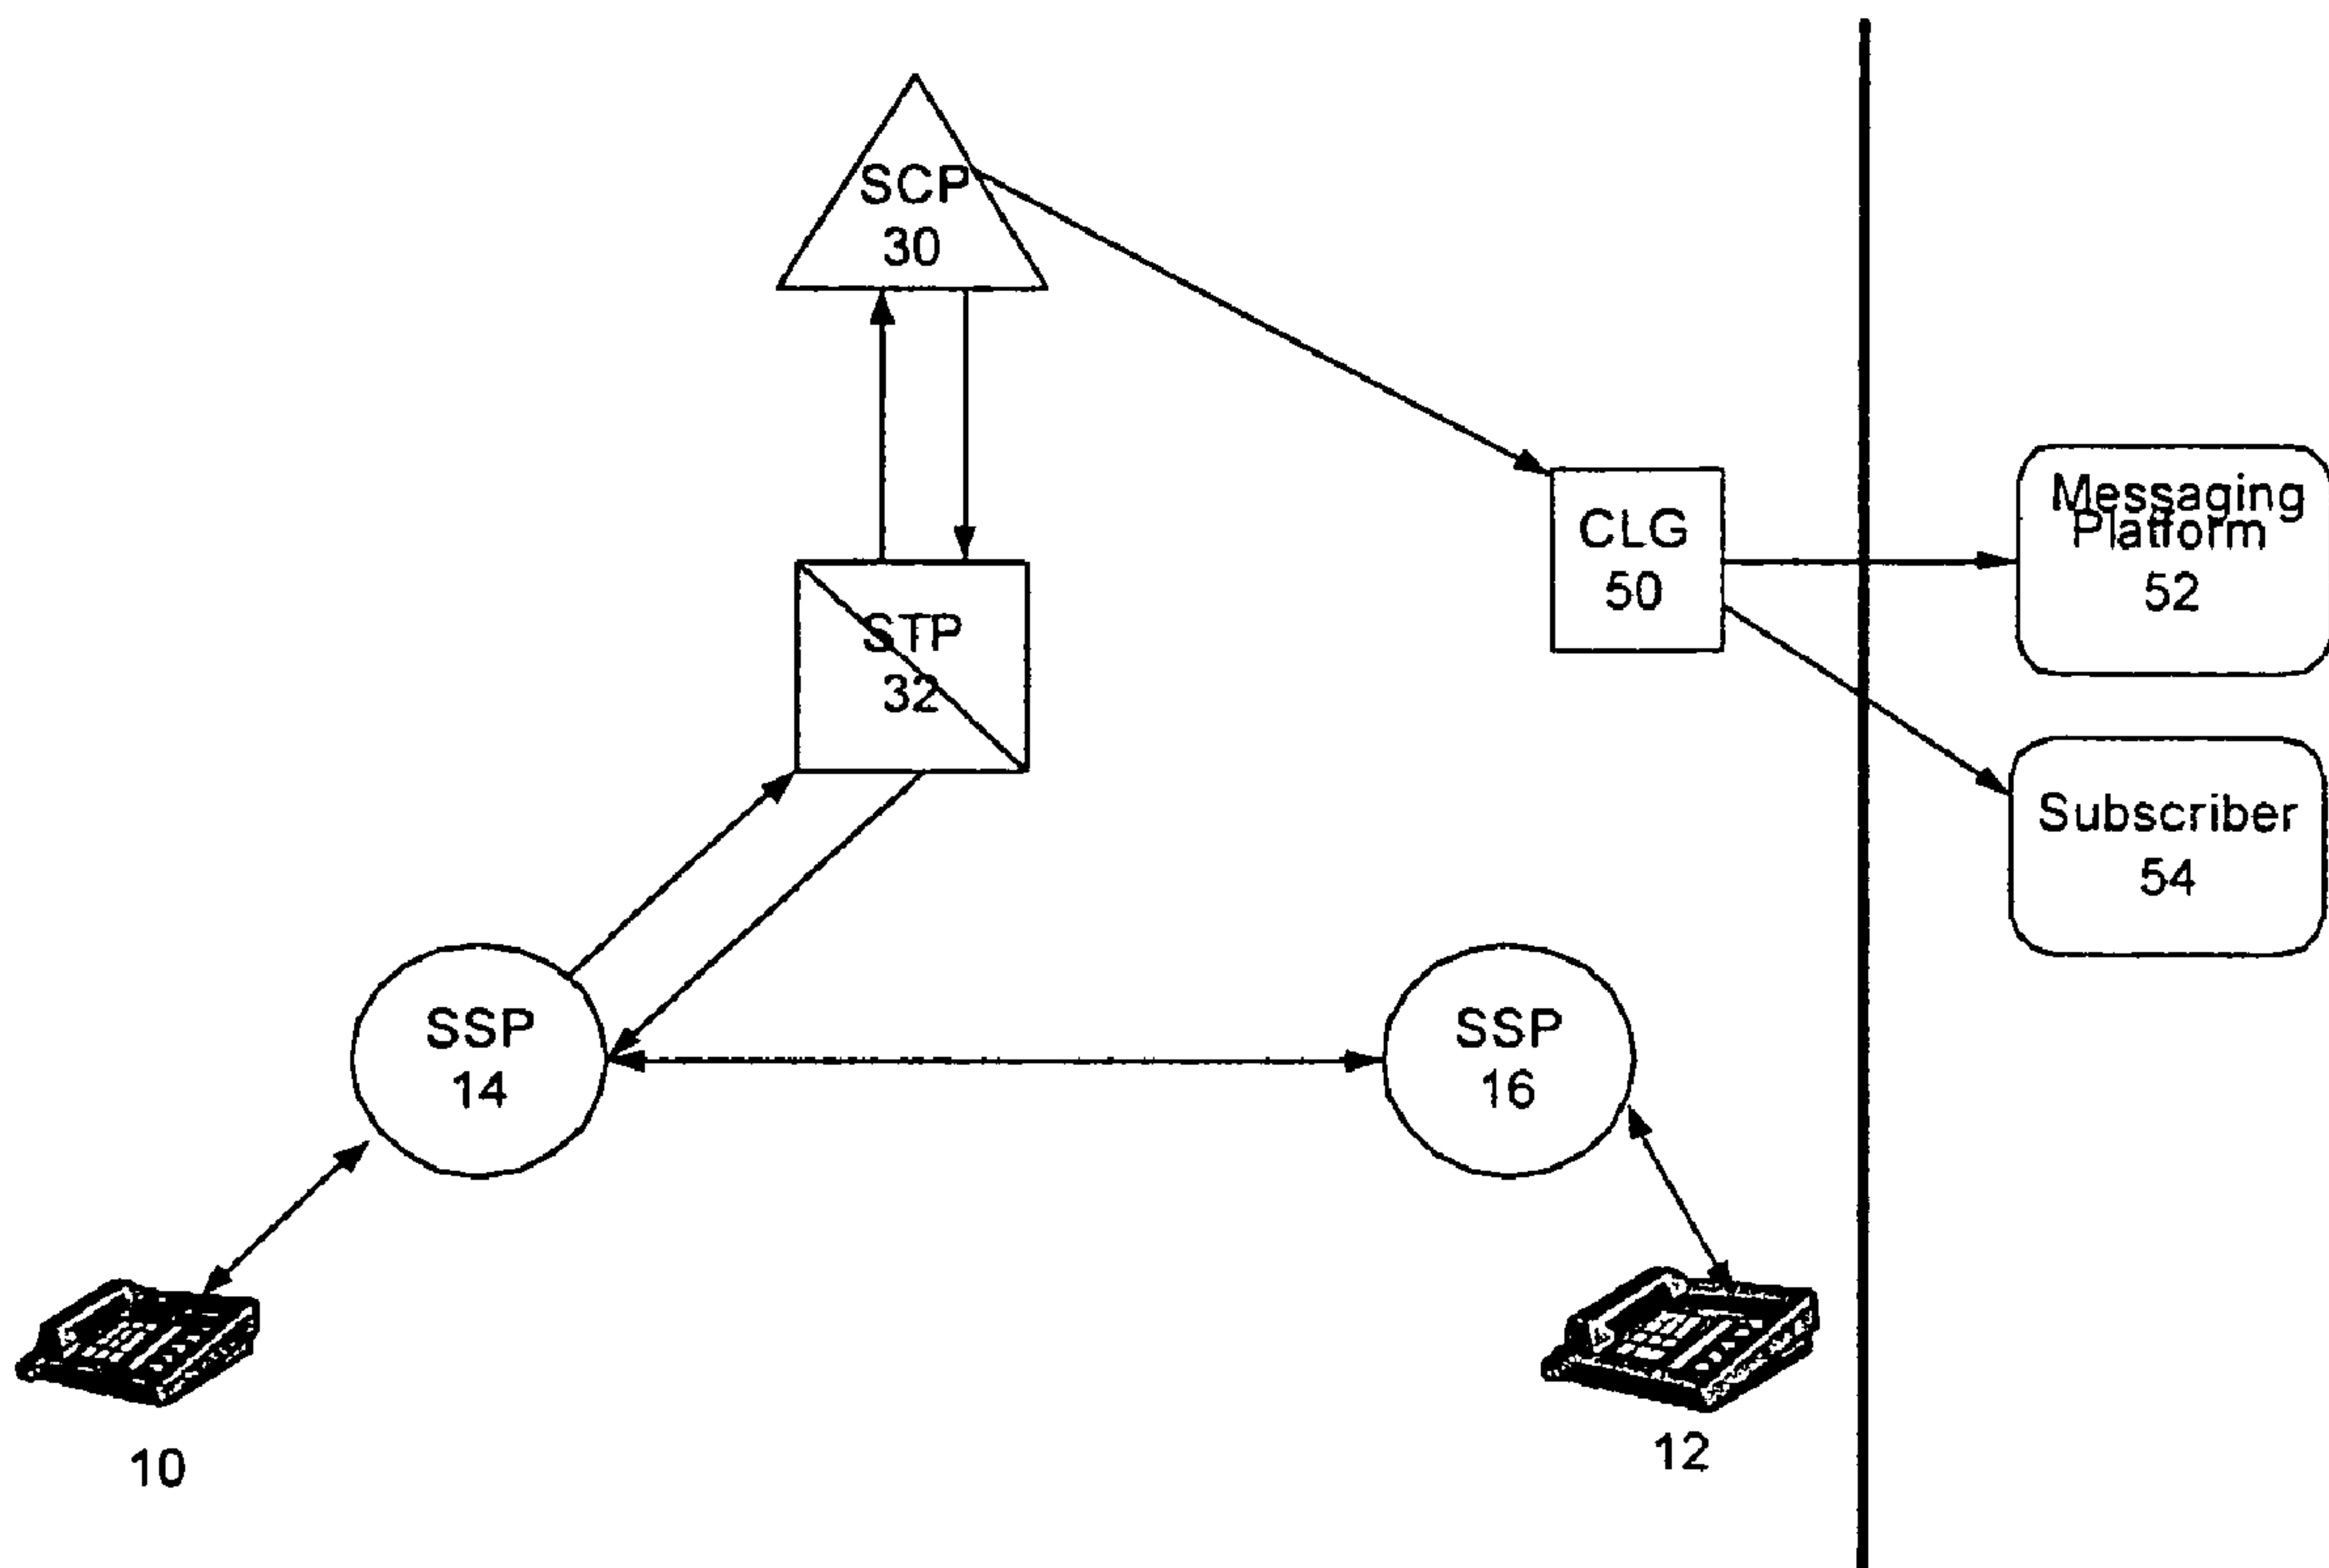 SCP
30
CLG
50
Messaging
Platform
52
STP
32
Subscriber
54
SSP
14
SSP
16
10
12